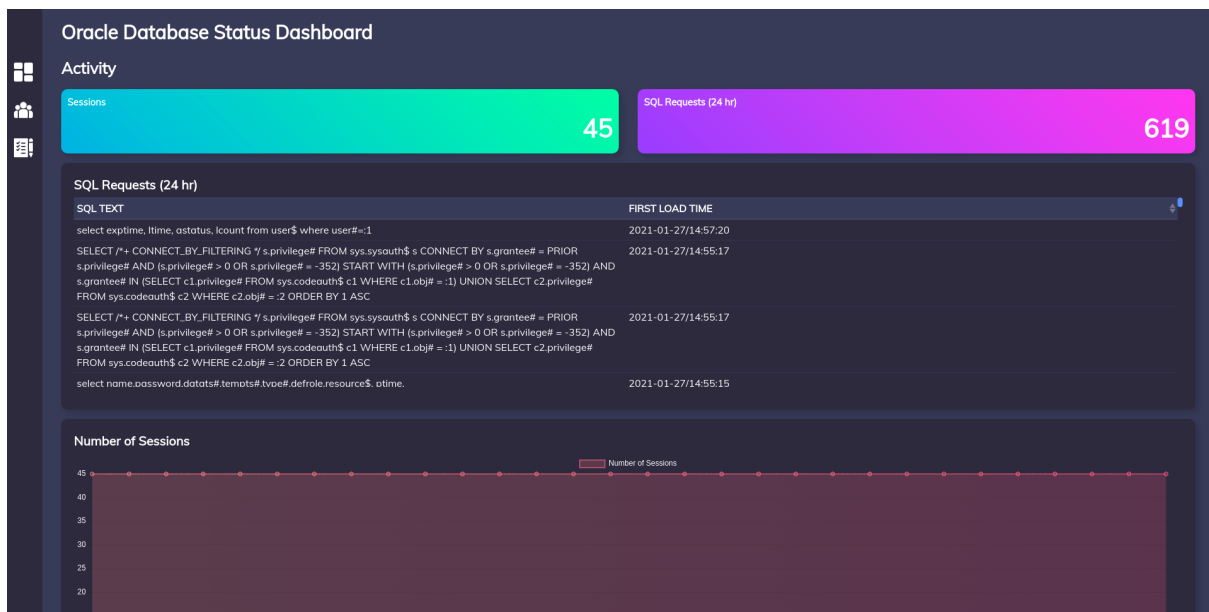 Oracle Database Status Dashboard
Activity
Sessions
45
SQL Requests (24 hr)
619
SQL Requests (24 hr)
SQL TEXT FIRST LOAD TIME
select exptime, ltime, astatus, lcount from user$ where user#=:1 2021-01-27/14:57:20
SELECT /*+ CONNECT_BY_FILTERING */ s.privilege# FROM sys.sysauth$ s CONNECT BY s.grantee# = PRIOR 2021-01-27/14:55:17
s.privilege# AND (s.privilege# > 0 OR s.privilege# = -352) START WITH (s.privilege# > 0 OR s.privilege# = -352) AND
s.grantee# IN (SELECT c1.privilege# FROM sys.codeauth$ c1 WHERE c1.obj# = :1) UNION SELECT c2.privilege#
FROM sys.codeauth$ c2 WHERE c2.obj# = :2 ORDER BY 1 ASC
SELECT /*+ CONNECT_BY_FILTERING */ s.privilege# FROM sys.sysauth$ s CONNECT BY s.grantee# = PRIOR 2021-01-27/14:55:17
s.privilege# AND (s.privilege# > 0 OR s.privilege# = -352) START WITH (s.privilege# > 0 OR s.privilege# = -352) AND
s.grantee# IN (SELECT c1.privilege# FROM sys.codeauth$ c1 WHERE c1.obj# = :1) UNION SELECT c2.privilege#
FROM sys.codeauth$ c2 WHERE c2.obj# = :2 ORDER BY 1 ASC
select name,password,datats#,tempts#,type#,defrole,resource$, ptime, 2021-01-27/14:55:15
Number of Sessions
Number of Sessions
45
40
35
30
25
20